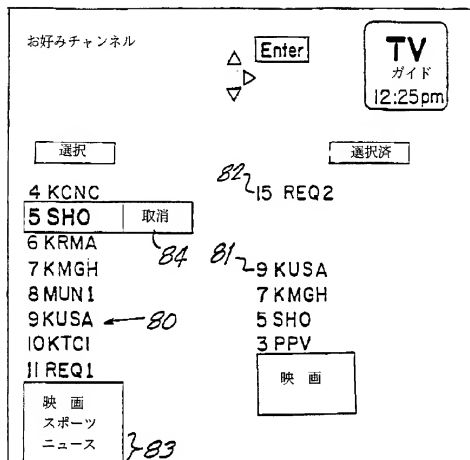 お好みチャンネル
Enter
TV
ガイド
12:25pm
選択
選択済
82
15 REQ2
4 KCNC
5 SHO 取消
84
6 KRMA
81
9 KUSA
7 KMGH
7 KMGH
8 MUN1
5 SHO
9 KUSA
80
3 PPV
10 KTCI
11 REQ1
映 画
映 画
スポーツ
ニュース
83